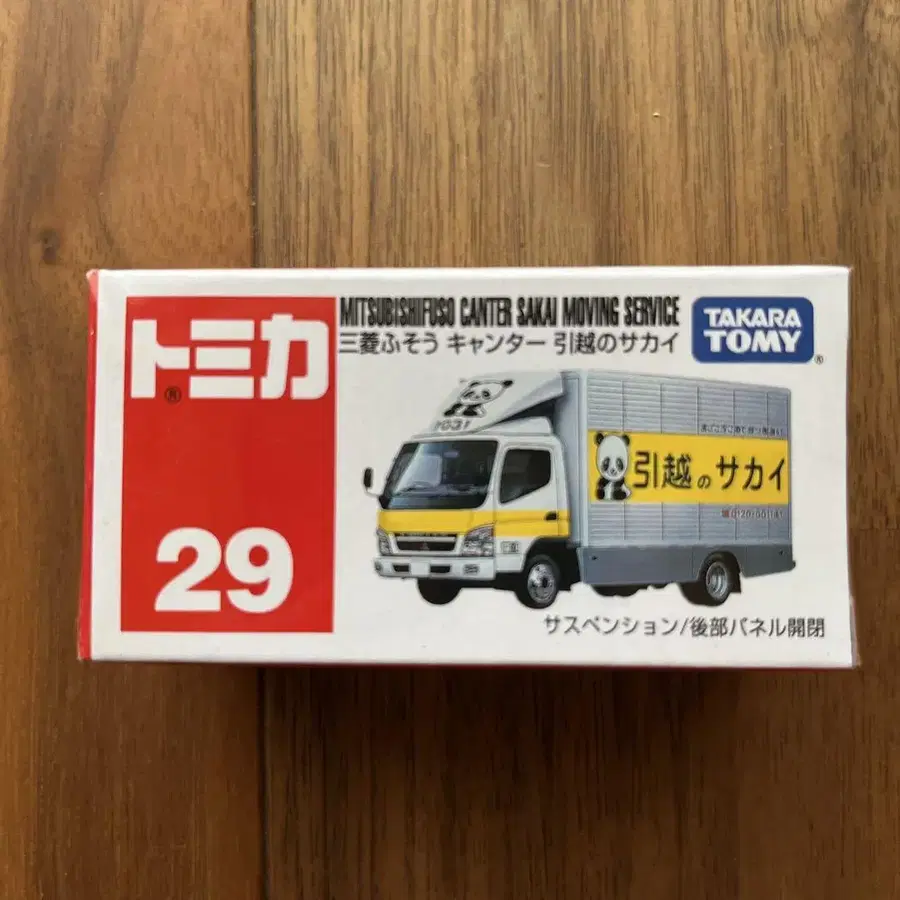 トミカ
®
29
MITSUBISHIFUSO CANTER SAKAI MOVING SERVICE
三菱ふそう キャンター 引越のサカイ
TAKARA
TOMY
®
1031
引越のサカイ
サスペンション/後部パネル開閉